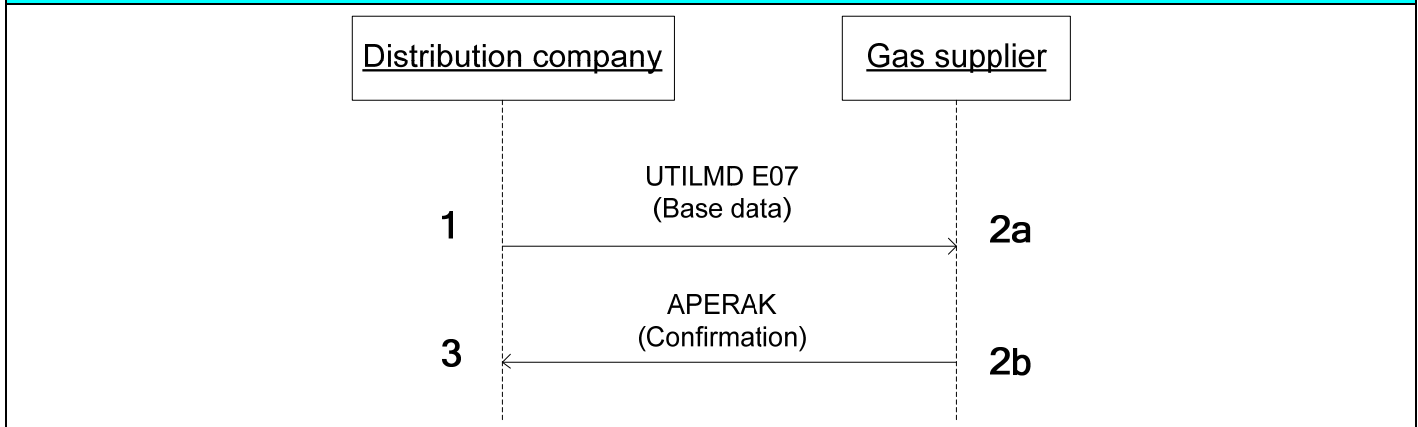 Distribution company
Gas supplier
UTILMD E07
(Base data)
1
2a
APERAK
(Confirmation)
3
2b